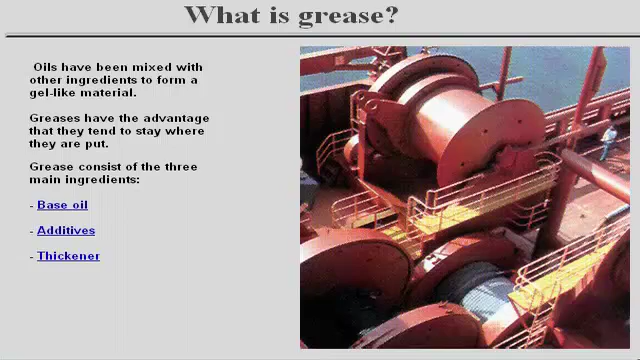 What is grease?
Oils have been mixed with
other ingredients to form a
gel-like material.
Greases have the advantage
that they tend to stay where
they are put.
Grease consist of the three
main ingredients:
- Base oil
- Additives
- Thickener